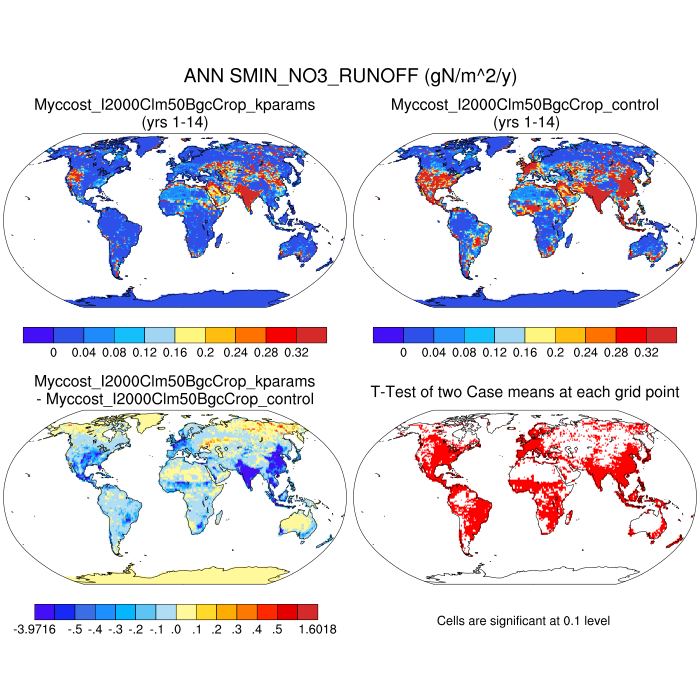 ANN SMIN_NO3_RUNOFF (gN/m^2/y)
Myccost_I2000Clm50BgcCrop_kparams
(yrs 1-14)
Myccost_I2000Clm50BgcCrop_control
(yrs 1-14)
0 0.04 0.08 0.12 0.16 0.2 0.24 0.28 0.32
0 0.04 0.08 0.12 0.16 0.2 0.24 0.28 0.32
Myccost_I2000Clm50BgcCrop_kparams
- Myccost_I2000Clm50BgcCrop_control
T-Test of two Case means at each grid point
-3.9716 -.5 -.4 -.3 -.2 -.1 .0 .1 .2 .3 .4 .5 1.6018
Cells are significant at 0.1 level